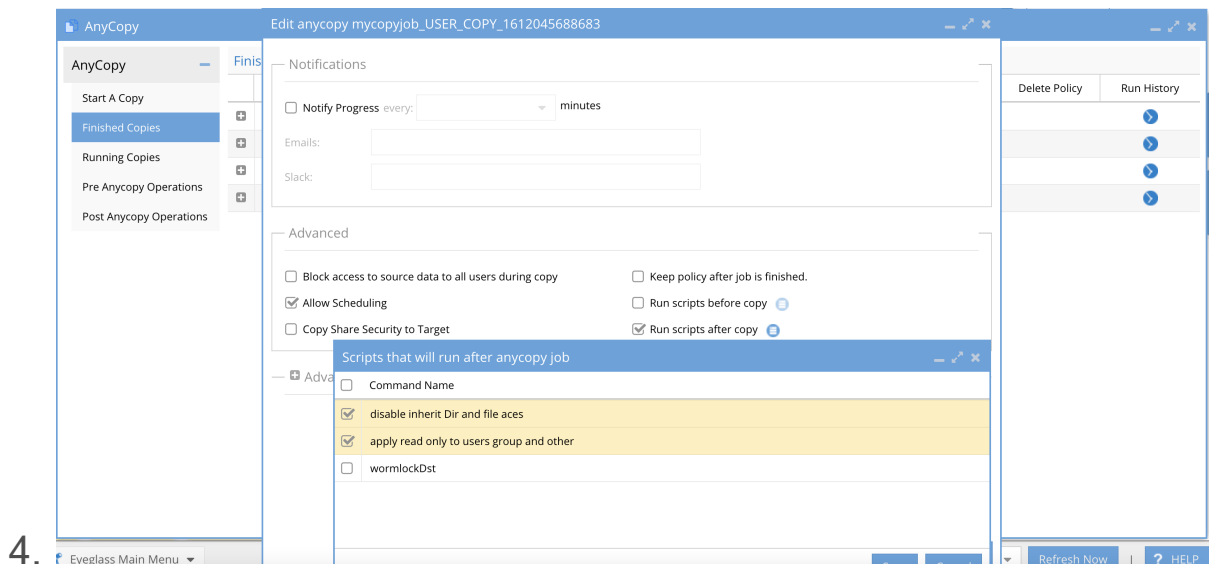 AnyCopy
Edit anycopy mycopyjob_USER_COPY_1612045688683
AnyCopy
Start A Copy
Finished Copies
Running Copies
Pre Anycopy Operations
Post Anycopy Operations
Finis
Delete Policy Run History
Notifications
Notify Progress every: minutes
Emails:
Slack:
Advanced
Block access to source data to all users during copy
Keep policy after job is finished.
Allow Scheduling
Run scripts before copy
Copy Share Security to Target
Run scripts after copy
Adva
Scripts that will run after anycopy job
Command Name
disable inherit Dir and file aces
apply read only to users group and other
wormlockDst
4.
Eyeglass Main Menu
Refresh Now | ? HELP